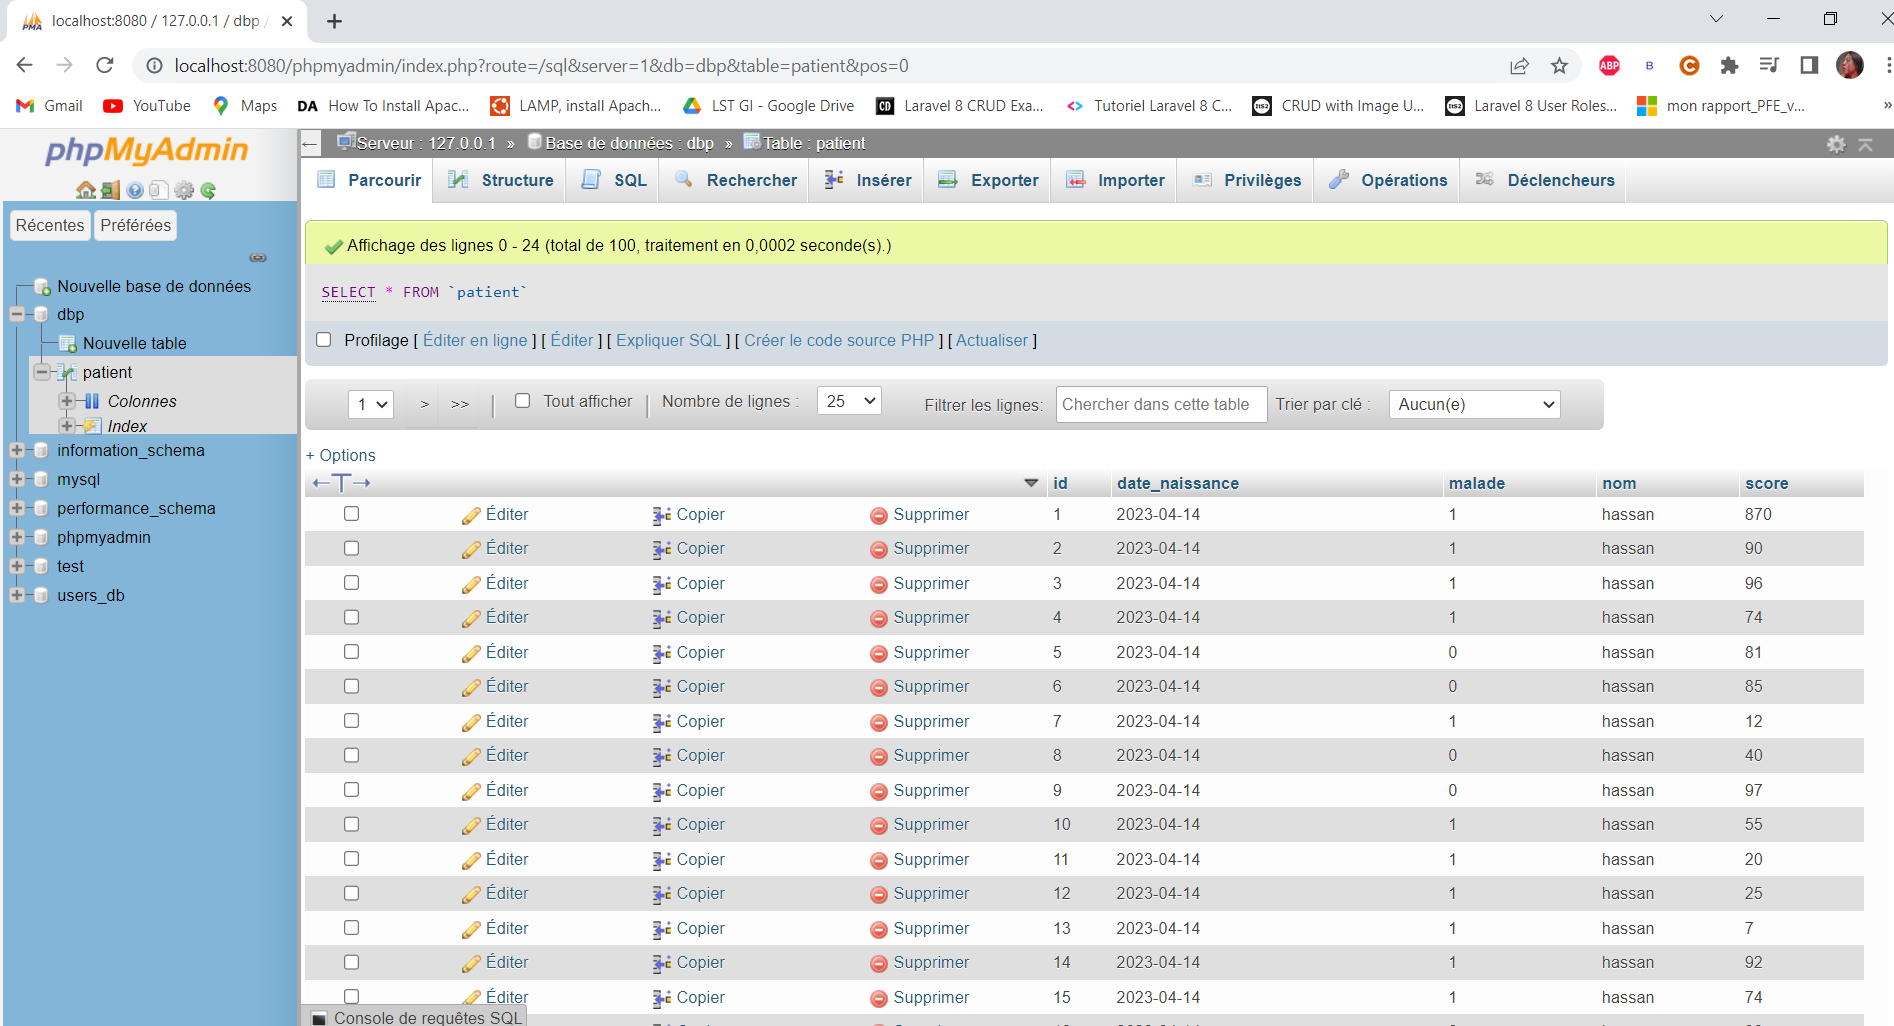 localhost:8080 / 127.0.0.1 / dbp /
localhost:8080/phpmyadmin/index.php?route=/sql&server=1&db=dbp&table=patient&pos=0
ABP B
Gmail YouTube Maps DA How To Install Apac... LAMP, install Apach... LST GI - Google Drive CD Laravel 8 CRUD Exa... Tutoriel Laravel 8 C... CRUD with Image U... Laravel 8 User Roles... mon rapport_PFE_v... »
phpMyAdmin
Récentes Préférées
Nouvelle base de données
dbp
Nouvelle table
patient
Colonnes
Index
information_schema
mysql
performance_schema
phpmyadmin
test
users_db
Serveur : 127.0.0.1 » Base de données : dbp » Table : patient
Parcourir Structure SQL Rechercher Insérer Exporter Importer Privilèges Opérations Déclencheurs
Affichage des lignes 0 - 24 (total de 100, traitement en 0,0002 seconde(s).)
SELECT * FROM `patient`
Profilage [ Éditer en ligne ] [ Éditer ] [ Expliquer SQL ] [ Créer le code source PHP ] [ Actualiser ]
1 > >> | Tout afficher | Nombre de lignes : 25 Filtrer les lignes: Chercher dans cette table Trier par clé : Aucun(e)
+ Options
←T→ id date_naissance malade nom score
Éditer Copier Supprimer 1 2023-04-14 1 hassan 870
Éditer Copier Supprimer 2 2023-04-14 1 hassan 90
Éditer Copier Supprimer 3 2023-04-14 1 hassan 96
Éditer Copier Supprimer 4 2023-04-14 1 hassan 74
Éditer Copier Supprimer 5 2023-04-14 0 hassan 81
Éditer Copier Supprimer 6 2023-04-14 0 hassan 85
Éditer Copier Supprimer 7 2023-04-14 1 hassan 12
Éditer Copier Supprimer 8 2023-04-14 0 hassan 40
Éditer Copier Supprimer 9 2023-04-14 0 hassan 97
Éditer Copier Supprimer 10 2023-04-14 1 hassan 55
Éditer Copier Supprimer 11 2023-04-14 1 hassan 20
Éditer Copier Supprimer 12 2023-04-14 1 hassan 25
Éditer Copier Supprimer 13 2023-04-14 1 hassan 7
Éditer Copier Supprimer 14 2023-04-14 1 hassan 92
Éditer Copier Supprimer 15 2023-04-14 1 hassan 74
Console de requêtes SQL